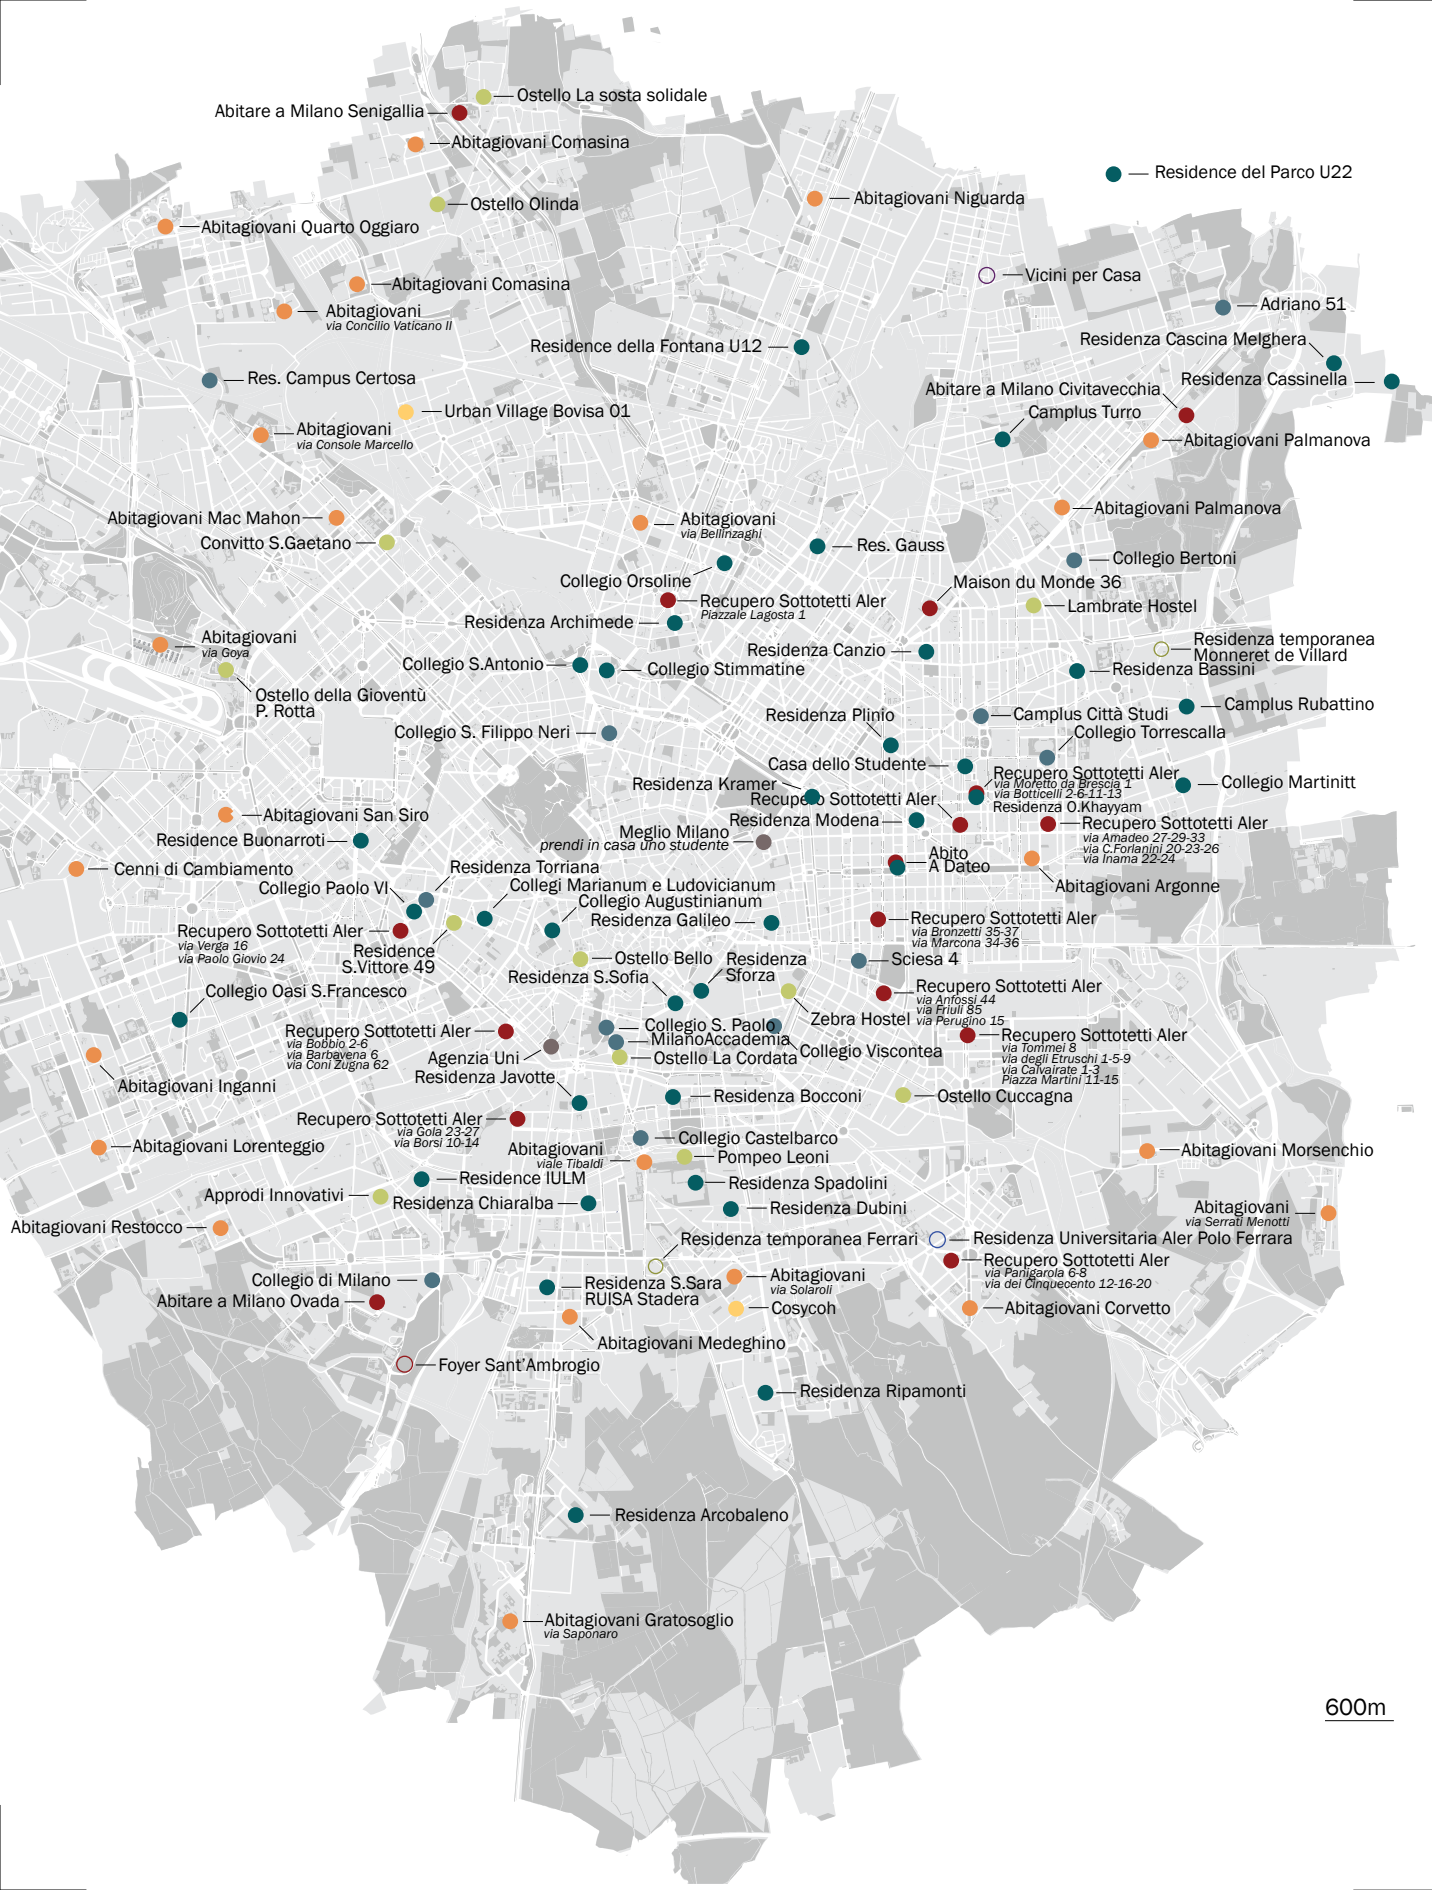 Ostello La sosta solidale
Abitare a Milano Senigallia
Abitagiovani Comasina
Residence del Parco U22
Abitagiovani Niguarda
Ostello Olinda
Abitagiovani Quarto Oggiaro
Vicini per Casa
Abitagiovani Comasina
Adriano 51
Abitagiovani
via Concilio Vaticano II
Residenza Cascina Melghera
Residence della Fontana U12
Res. Campus Certosa
Residenza Cassinella
Abitare a Milano Civitavecchia
Urban Village Bovisa 01
Camplus Turro
Abitagiovani
via Console Marcello
Abitagiovani Palmanova
Abitagiovani Palmanova
Abitagiovani Mac Mahon
Abitagiovani
via Bellinzaghi
Convitto S.Gaetano
Res. Gauss
Collegio Bertoni
Collegio Orsoline
Maison du Monde 36
Recupero Sottotetti Aler
Piazzale Lagosta 1
Lambrate Hostel
Residenza Archimede
Abitagiovani
via Goya
Residenza temporanea
Monneret de Villard
Residenza Canzio
Collegio S.Antonio
Collegio Stimmatine
Residenza Bassini
Ostello della Gioventù
P. Rotta
Camplus Rubattino
Residenza Plinio
Camplus Città Studi
Collegio S. Filippo Neri
Collegio Torrescalla
Casa dello Studente
Recupero Sottotetti Aler
via Moretto da Brescia 1
via Botticelli 2-6-11-13
Residenza Kramer
Collegio Martinitt
Recupero Sottotetti Aler
Residenza O.Khayyam
Abitagiovani San Siro
Residenza Modena
Recupero Sottotetti Aler
via Amadeo 27-29-33
via C.Forlanini 20-23-26
via Inama 22-24
Meglio Milano
prendi in casa uno studente
Residence Buonarroti
Abito
A Dateo
Cenni di Cambiamento
Residenza Torriana
Collegio Paolo VI
Collegi Marianum e Ludovicianum
Collegio Augustinianum
Abitagiovani Argonne
Residenza Galileo
Recupero Sottotetti Aler
via Bronzetti 35-37
via Marcona 34-36
Recupero Sottotetti Aler
via Verga 16
via Paolo Giovio 24
Residence
S.Vittore 49
Ostello Bello
Residenza
Sforza
Sciesa 4
Residenza S.Sofia
Collegio Oasi S.Francesco
Recupero Sottotetti Aler
via Anfossi 44
via Friuli 85
via Perugino 15
Zebra Hostel
Recupero Sottotetti Aler
via Bobbio 2-6
via Barbavena 6
via Coni Zugna 62
Collegio S. Paolo
MilanoAccademia
Recupero Sottotetti Aler
via Tommei 8
via degli Etruschi 1-5-9
via Calvairate 1-3
Piazza Martini 11-15
Agenzia Uni
Ostello La Cordata
Collegio Viscontea
Residenza Javotte
Abitagiovani Inganni
Residenza Bocconi
Ostello Cuccagna
Recupero Sottotetti Aler
via Gola 23-27
via Borsi 10-14
Abitagiovani Lorenteggio
Collegio Castelbarco
Abitagiovani
viale Tibaldi
Pompeo Leoni
Abitagiovani Morsenchio
Residence IULM
Residenza Spadolini
Approdi Innovativi
Residenza Chiaralba
Residenza Dubini
Abitagiovani
via Serrati Menotti
Abitagiovani Restocco
Residenza temporanea Ferrari
Residenza Universitaria Aler Polo Ferrara
Recupero Sottotetti Aler
via Panigarola 6-8
via dei Cinquecento 12-16-20
Collegio di Milano
Residenza S.Sara
RUISA Stadera
Abitagiovani
via Solaroli
Abitare a Milano Ovada
Cosycoh
Abitagiovani Corvetto
Abitagiovani Medeghino
Foyer Sant'Ambrogio
Residenza Ripamonti
Residenza Arcobaleno
Abitagiovani Gratosoglio
via Saponaro
600m